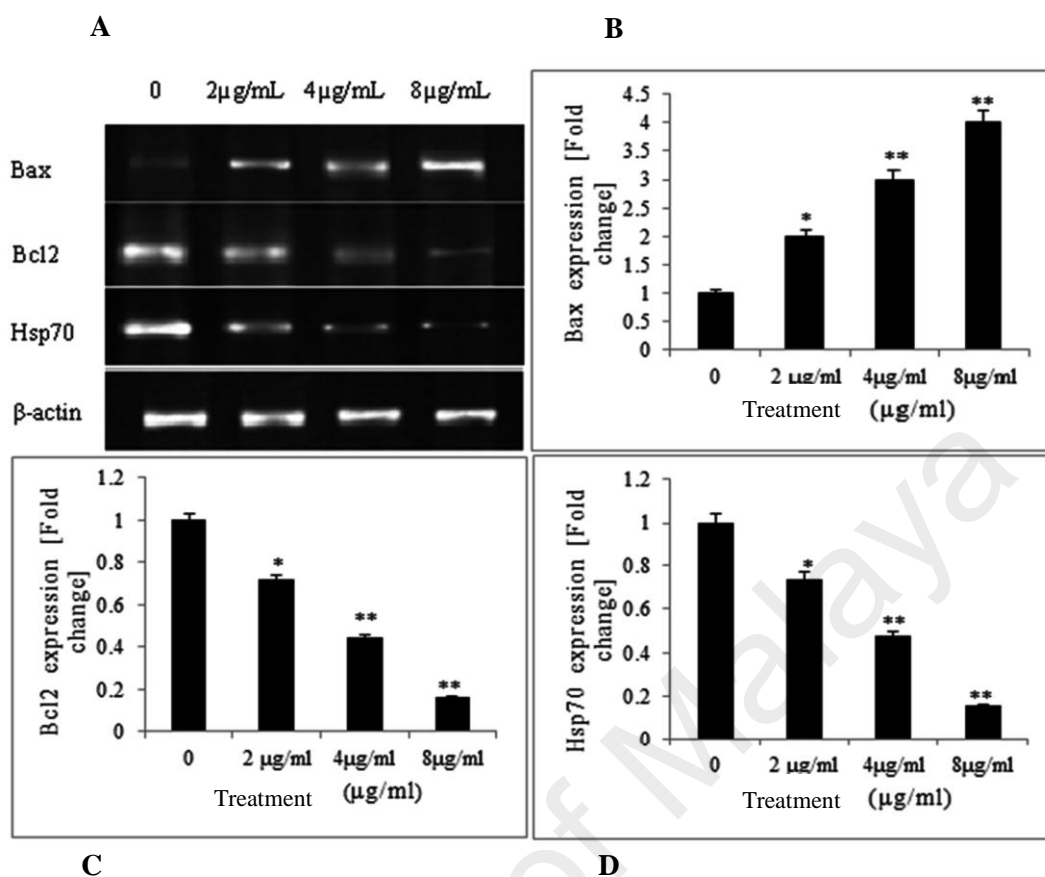 A
B
0 2µg/mL 4µg/mL 8µg/mL
Bax
Bcl2
Hsp70
β-actin
Bax expression [Fold
change]
4.5
4
3.5
3
2.5
2
1.5
1
0.5
0
*
**
**
0 2 µg/ml 4µg/ml 8µg/ml
Treatment (µg/ml)
Bcl2 expression [Fold
change]
1.2
1
0.8
0.6
0.4
0.2
0
*
**
**
0 2 µg/ml 4µg/ml 8µg/ml
Treatment (µg/ml)
Hsp70 expression [Fold
change]
1.2
1
0.8
0.6
0.4
0.2
0
*
**
**
0 2 µg/ml 4µg/ml 8µg/ml
Treatment (µg/ml)
C
D
of Malaya